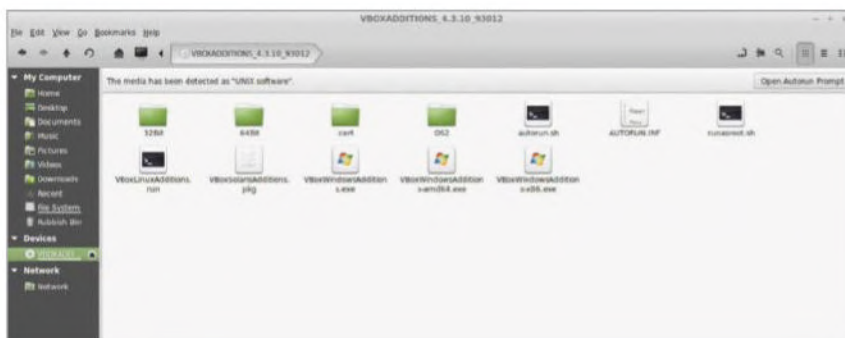 VBOXADDITIONS_4.3.10_93012
File Edit View Go Bookmarks Help
VBOXADDITIONS_4.3.10_93012
My Computer
Home
Desktop
Documents
Music
Pictures
Videos
Downloads
Recent
File System
Rubbish Bin
Devices
VBOXADD...
Network
Network
The media has been detected as "UNIX software".
Open Autorun Prompt
32Bit
64Bit
cert
OS2
autorun.sh
AUTORUN.INF
runasroot.sh
VBoxLinuxAdditions.
run
VBoxSolarisAdditions.
pkg
VBoxWindowsAddition
s.exe
VBoxWindowsAddition
s-amd64.exe
VBoxWindowsAddition
s-x86.exe